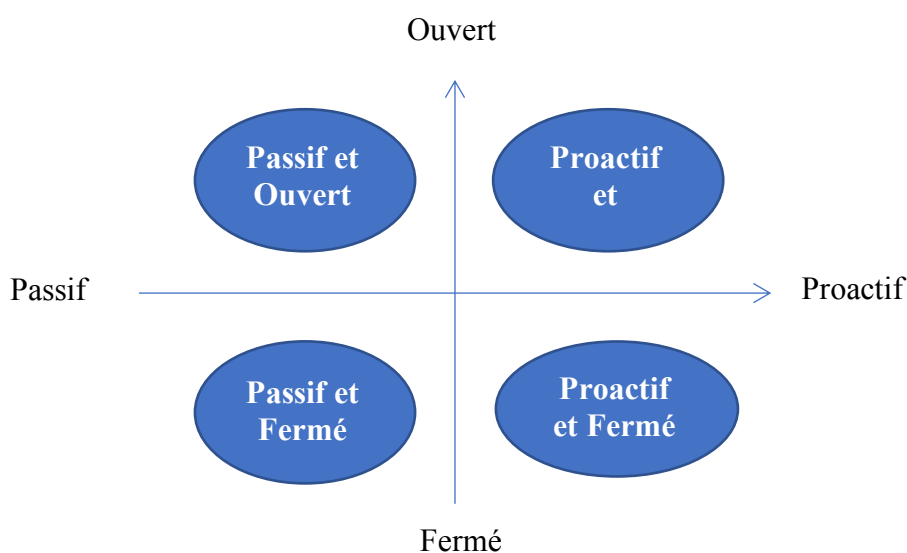 Ouvert
Passif et
Ouvert
Proactif
et
Passif
Proactif
Passif et
Fermé
Proactif
et Fermé
Fermé